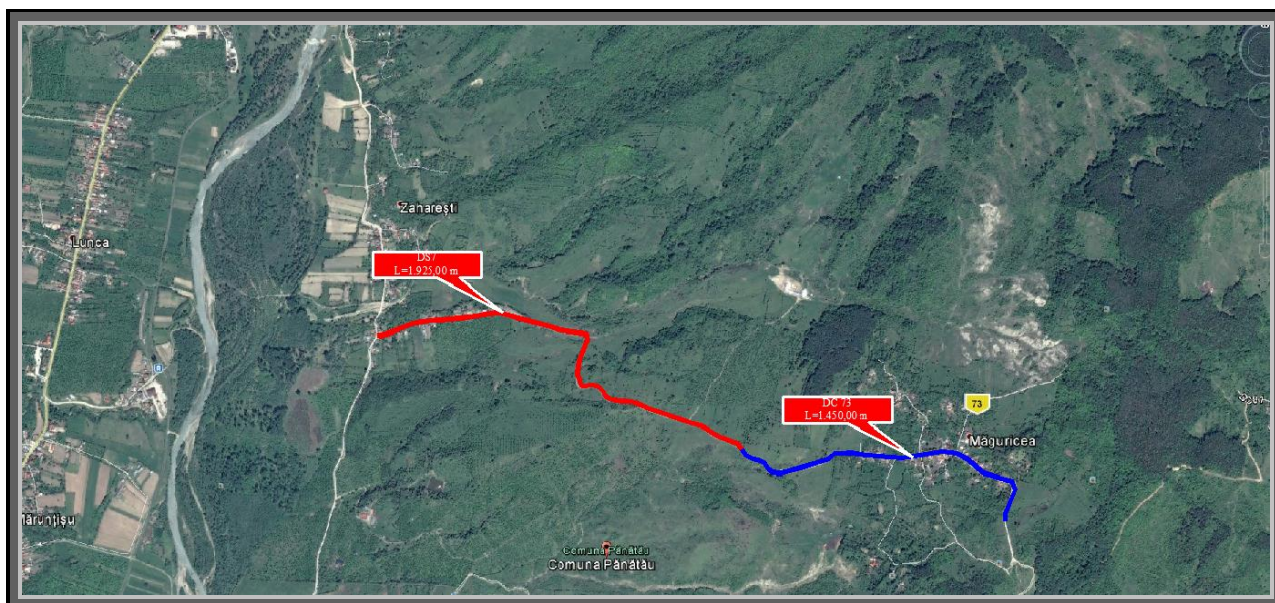 Zaharești
Lunca
DS7
L=1.925,00 m
DC 73
L=1.450,00 m
73
Măguricea
Mărunțișu
Comuna Pănătău
Comuna Pănătău